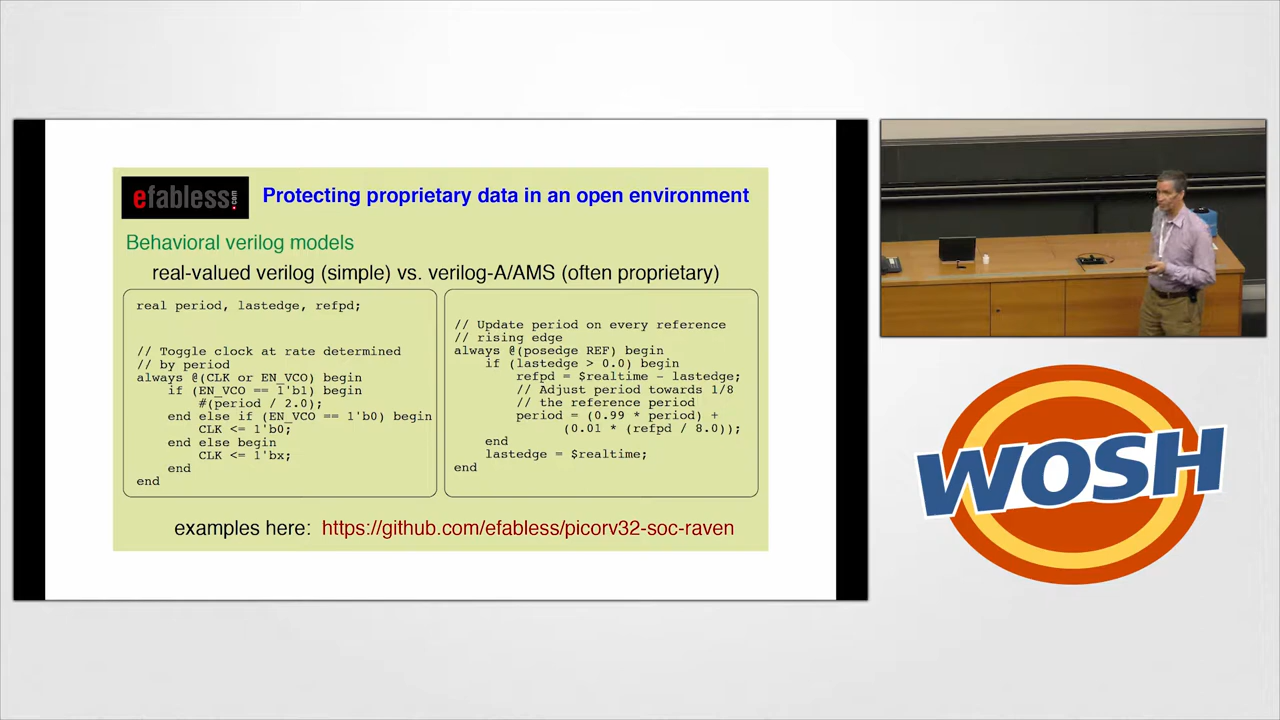 efabless.com
Protecting proprietary data in an open environment
Behavioral verilog models
real-valued verilog (simple) vs. verilog-A/AMS (often proprietary)
real period, lastedge, refpd;
// Toggle clock at rate determined
// by period
always @(CLK or EN_VCO) begin
if (EN_VCO == 1'b1) begin
#(period / 2.0);
end else if (EN_VCO == 1'b0) begin
CLK <= 1'b0;
end else begin
CLK <= 1'bx;
end
end
// Update period on every reference
// rising edge
always @(posedge REF) begin
if (lastedge > 0.0) begin
refpd = $realtime - lastedge;
// Adjust period towards 1/8
// the reference period
period = (0.99 * period) +
(0.01 * (refpd / 8.0));
end
lastedge = $realtime;
end
examples here: https://github.com/efabless/picorv32-soc-raven
WOSH